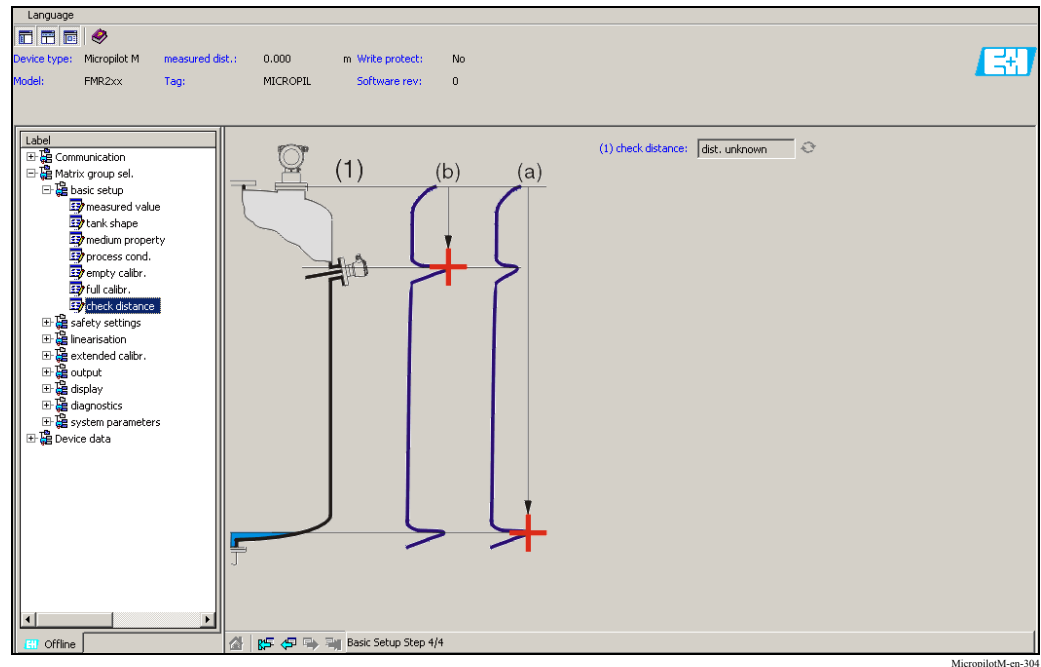 Language
Device type: Micropilot M measured dist.: 0.000 m Write protect: No
Model: FMR2xx Tag: MICROPIL Software rev: 0
E+H
Label
Communication
Matrix group sel.
basic setup
measured value
tank shape
medium property
process cond.
empty calibr.
full calibr.
check distance
safety settings
linearisation
extended calibr.
output
display
diagnostics
system parameters
Device data
(1) (b) (a)
(1) check distance: dist. unknown
Offline
Basic Setup Step 4/4
MicropilotM-en-304